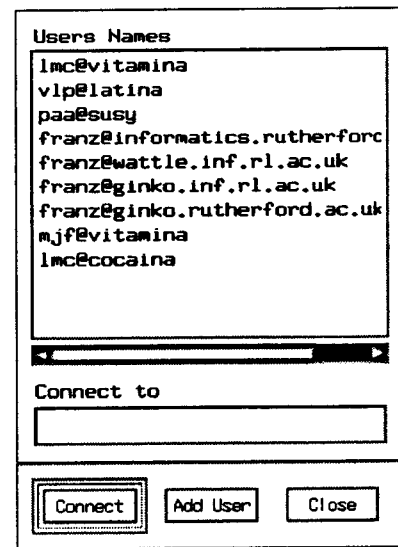 Users Names
lmc@vitamina
vlp@latina
paa@susy
franz@informatics.rutherforc
franz@wattle.inf.rl.ac.uk
franz@ginko.inf.rl.ac.uk
franz@ginko.rutherford.ac.uk
mjf@vitamina
lmc@cocaina
Connect to
Connect Add User Close